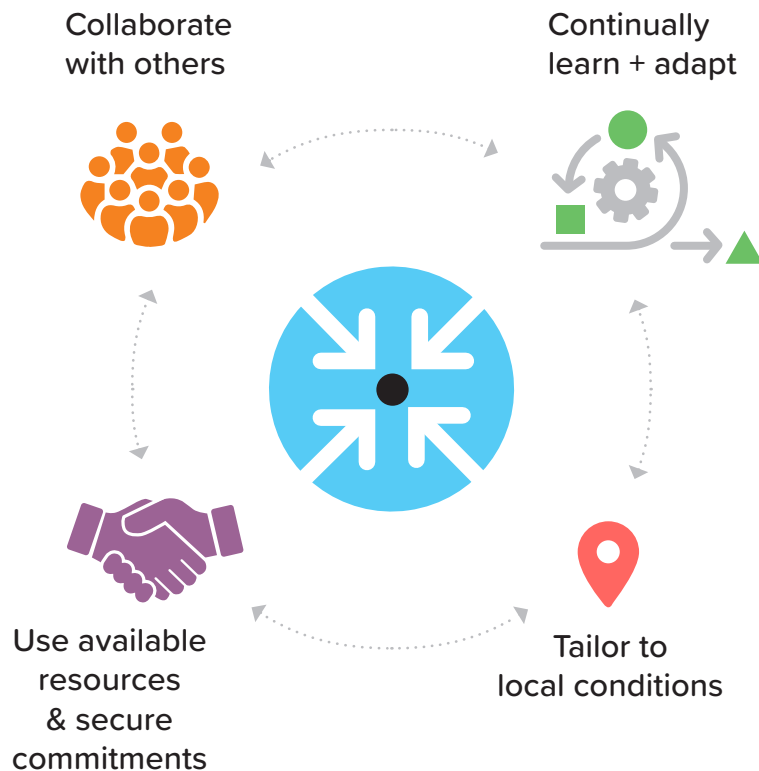 Collaborate
with others
Continually
learn + adapt
Use available
resources
& secure
commitments
Tailor to
local conditions